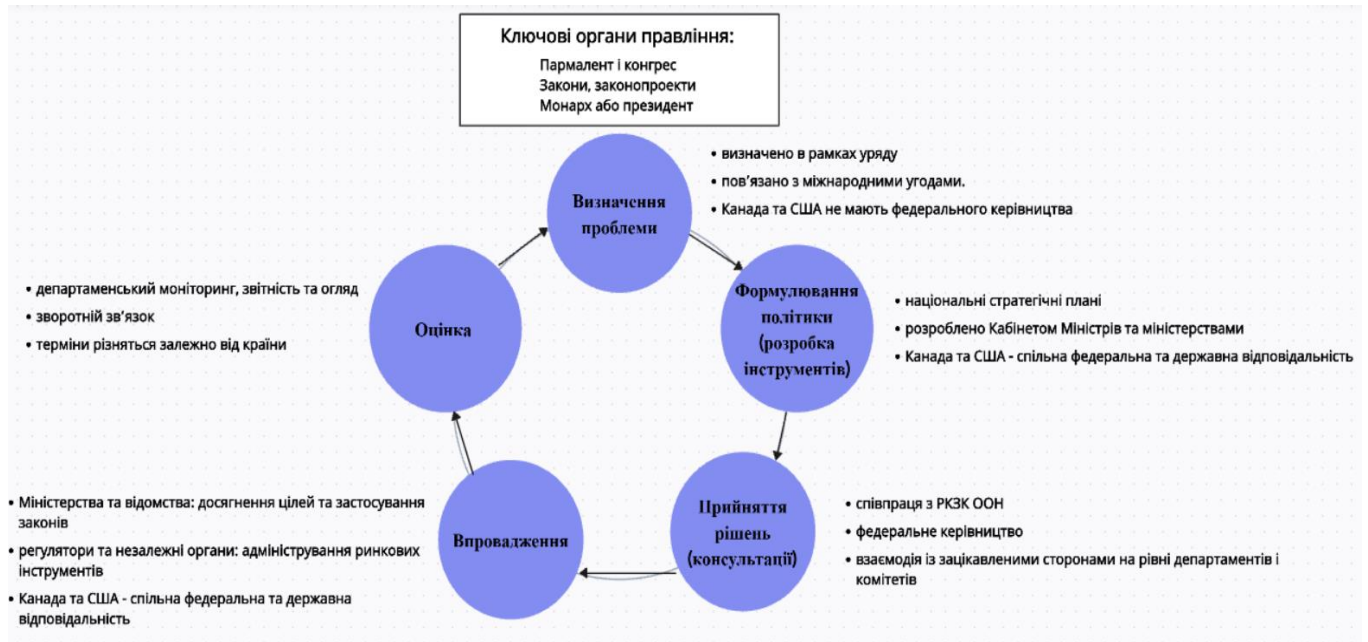 Ключові органи правління:
Пармалент і конгрес
Закони, законопроекти
Монарх або президент
Визначення
проблеми
• визначено в рамках уряду
• пов’язано з міжнародними угодами.
• Канада та США не мають федерального керівництва
Формулювання
політики
(розробка
інструментів)
• національні стратегічні плані
• розроблено Кабінетом Міністрів та міністерствами
• Канада та США - спільна федеральна та державна відповідальність
Прийняття
рішень
(консультації)
• співпраця з РКЗК ООН
• федеральне керівництво
• взаємодія із зацікавленими сторонами на рівні департаментів і
комітетів
Впровадження
• Міністерства та відомства: досягнення цілей та застосування
законів
• регулятори та незалежні органи: адміністрування ринкових
інструментів
• Канада та США - спільна федеральна та державна
відповідальність
Оцінка
• департаменський моніторинг, звітність та огляд
• зворотній зв’язок
• терміни різняться залежно від країни